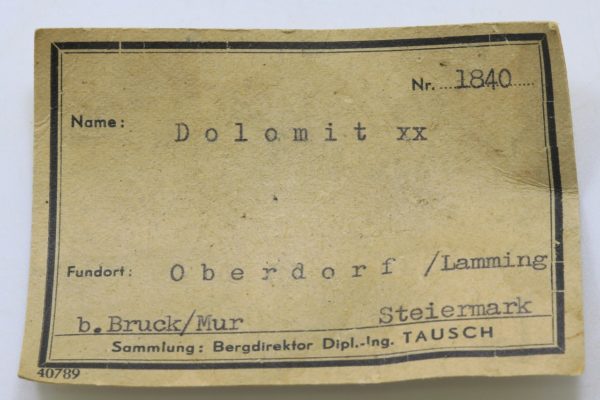 Nr. 1840
Name: Dolomit xx
Fundort: Oberdorf /Lamming
b.Bruck/Mur Steiermark
Sammlung: Bergdirektor Dipl.-Ing. TAUSCH
40789